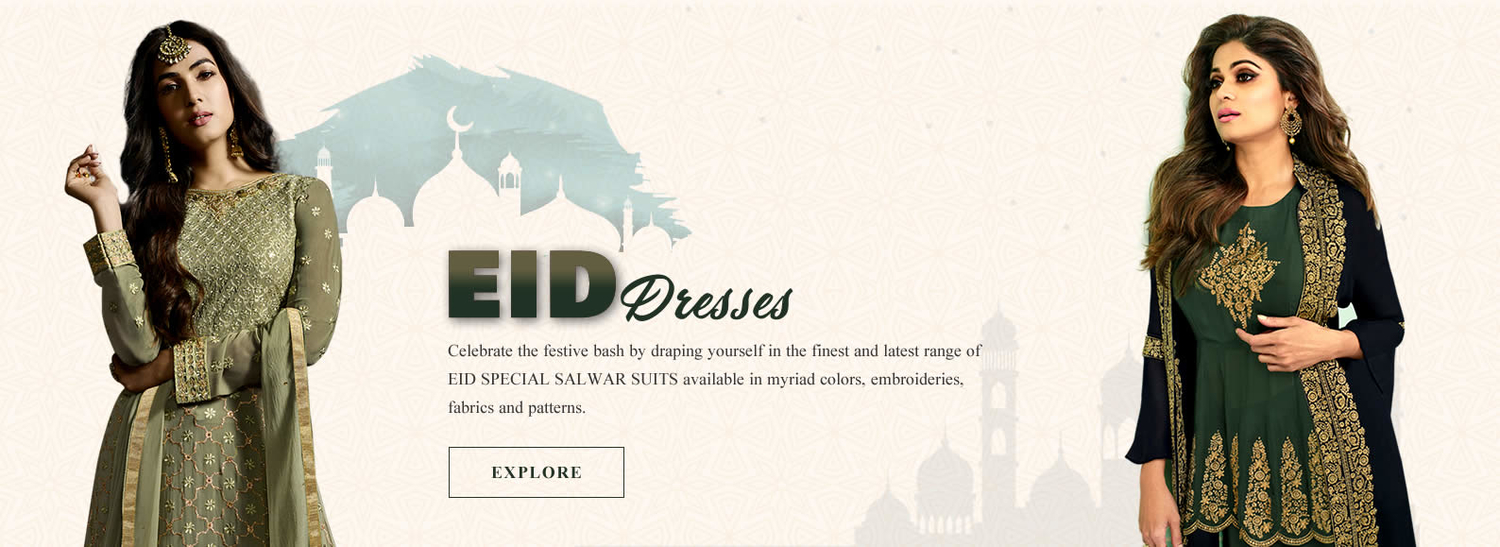 EID Dresses
Celebrate the festive bash by draping yourself in the finest and latest range of
EID SPECIAL SALWAR SUITS available in myriad colors, embroideries,
fabrics and patterns.
EXPLORE